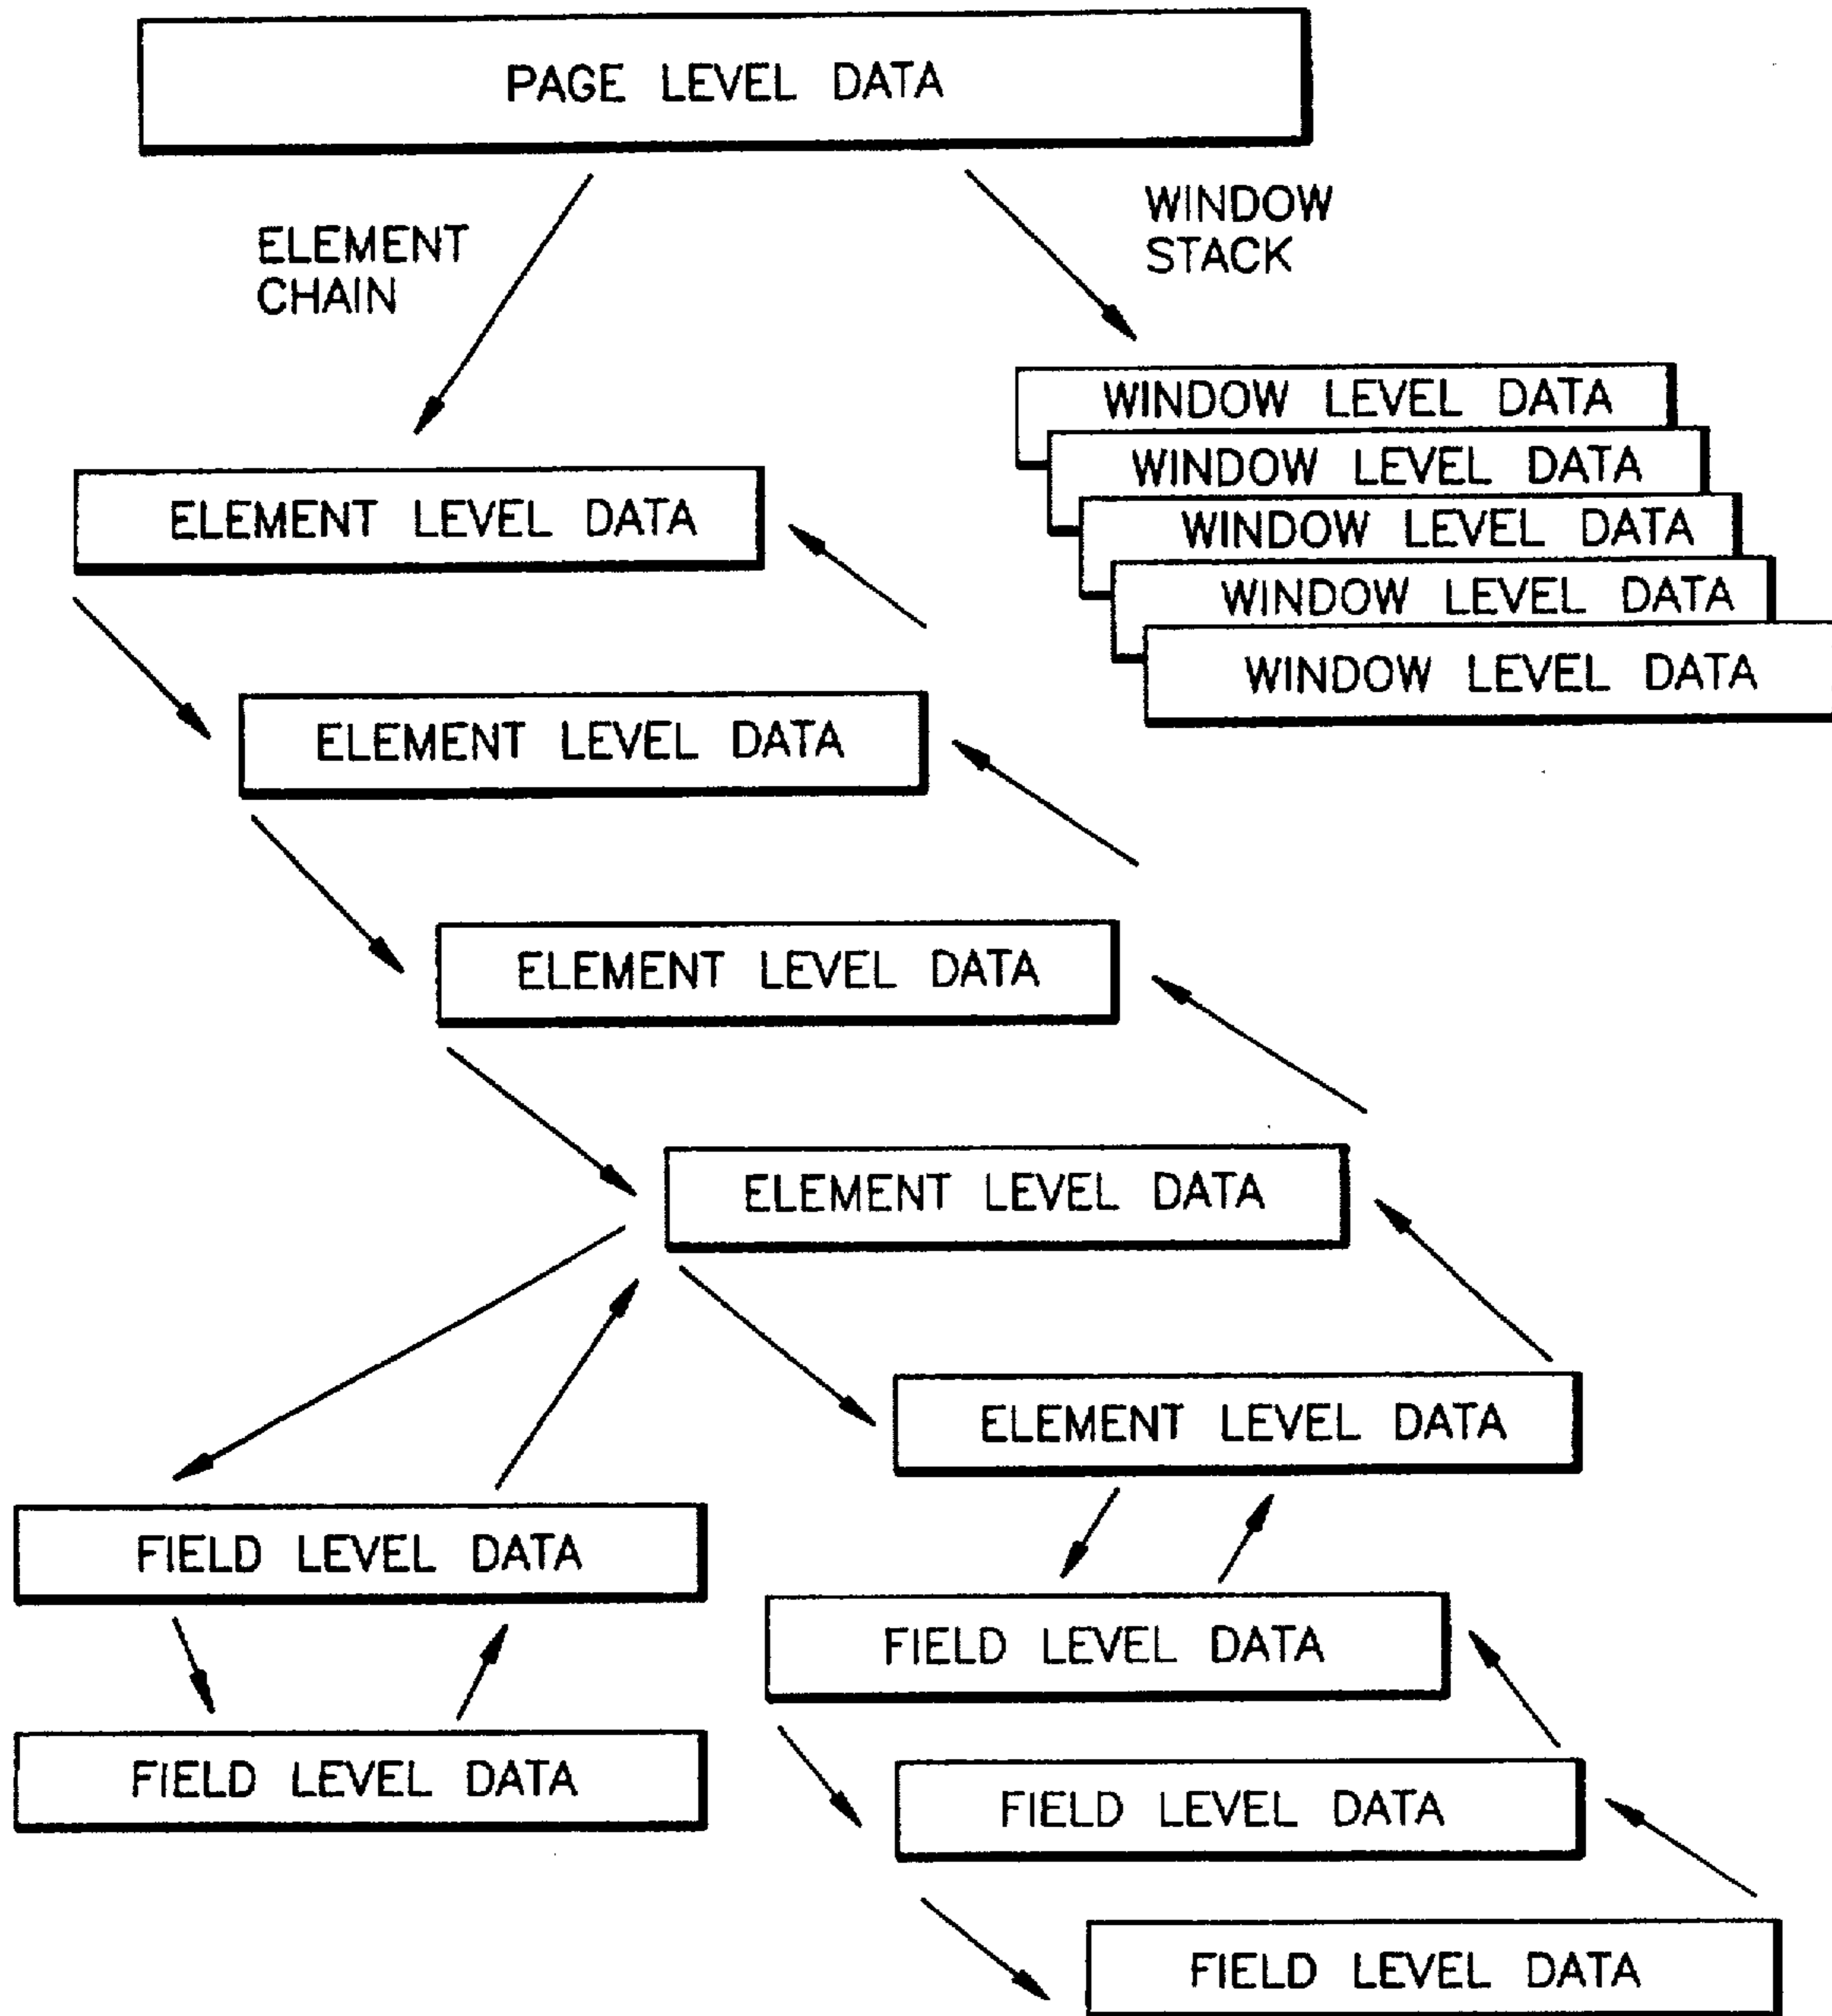 PAGE LEVEL DATA
ELEMENT
CHAIN
WINDOW
STACK
WINDOW LEVEL DATA
WINDOW LEVEL DATA
WINDOW LEVEL DATA
WINDOW LEVEL DATA
WINDOW LEVEL DATA
ELEMENT LEVEL DATA
ELEMENT LEVEL DATA
ELEMENT LEVEL DATA
ELEMENT LEVEL DATA
ELEMENT LEVEL DATA
FIELD LEVEL DATA
FIELD LEVEL DATA
FIELD LEVEL DATA
FIELD LEVEL DATA
FIELD LEVEL DATA